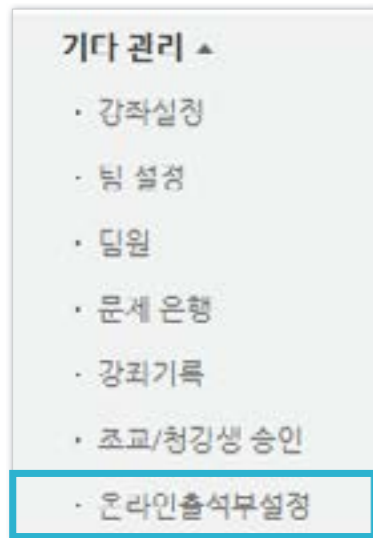 기타 관리 ▲
· 강좌설정
· 팀 설정
· 팀원
· 문제 은행
· 강좌기록
· 조교/청강생 승인
· 온라인출석부설정